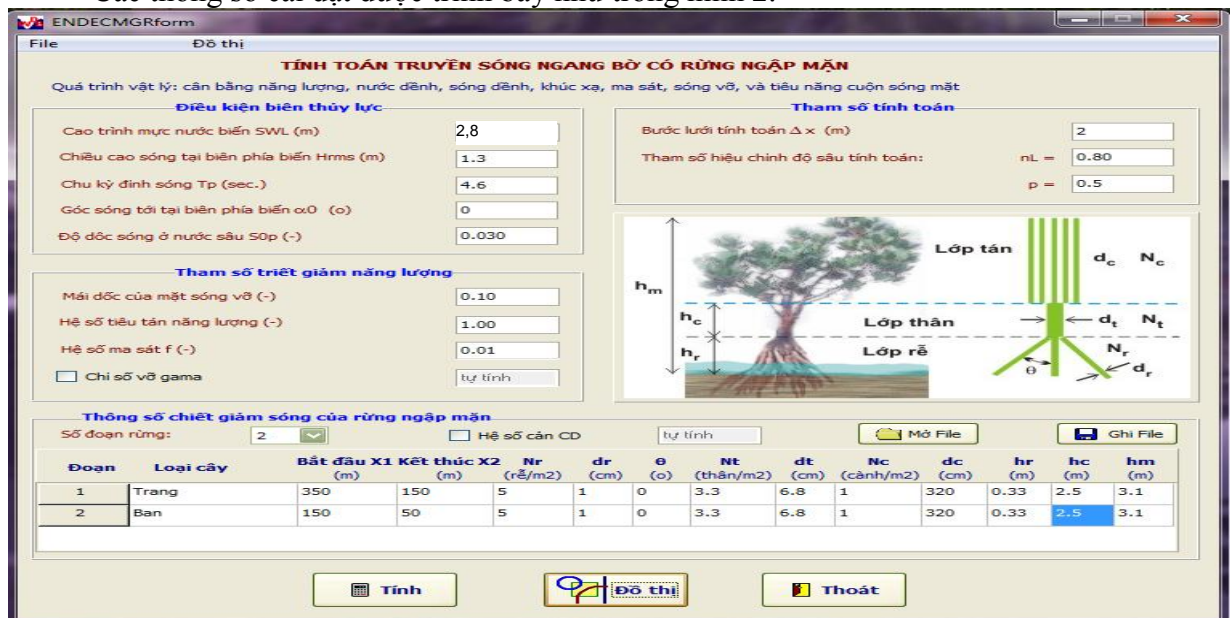 Các thông số cài đặt được trình bày như trong hình 2.
ENDECMGRform
File Đồ thị
TÍNH TOÁN TRUYỀN SÓNG NGANG BỜ CÓ RỪNG NGẬP MẶN
Quá trình vật lý: cân bằng năng lượng, nước dềnh, sóng dềnh, khúc xạ, ma sát, sóng vỡ, và tiêu năng cuộn sóng mặt
Điều kiện biên thủy lực
Cao trình mực nước biển SWL (m) 2,8
Chiều cao sóng tại biên phía biển Hrms (m) 1.3
Chu kỳ đỉnh sóng Tp (sec.) 4.6
Góc sóng tới tại biên phía biển α0 (o) 0
Độ dốc sóng ở nước sâu S0p (-) 0.030
Tham số tính toán
Bước lưới tính toán Δ x (m) 2
Tham số hiệu chỉnh độ sâu tính toán: nL = 0.80
p = 0.5
Tham số triết giảm năng lượng
Mái dốc của mặt sóng vỡ (-) 0.10
Hệ số tiêu tán năng lượng (-) 1.00
Hệ số ma sát f (-) 0.01
Chỉ số vỡ gama tự tính
Lớp tán dc Nc
hm
hc Lớp thân dt Nt
hr Lớp rễ θ Nr dr
Thông số chiết giảm sóng của rừng ngập mặn
Số đoạn rừng: 2 Hệ số cản CD tự tính Mở File Ghi File
Đoạn Loại cây Bắt đầu X1 Kết thúc X2 Nr dr θ Nt dt Nc dc hr hc hm
(m) (m) (rễ/m2) (cm) (o) (thân/m2) (cm) (cành/m2) (cm) (m) (m) (m)
1 Trang 350 150 5 1 0 3.3 6.8 1 320 0.33 2.5 3.1
2 Ban 150 50 5 1 0 3.3 6.8 1 320 0.33 2.5 3.1
Tính Đồ thị Thoát